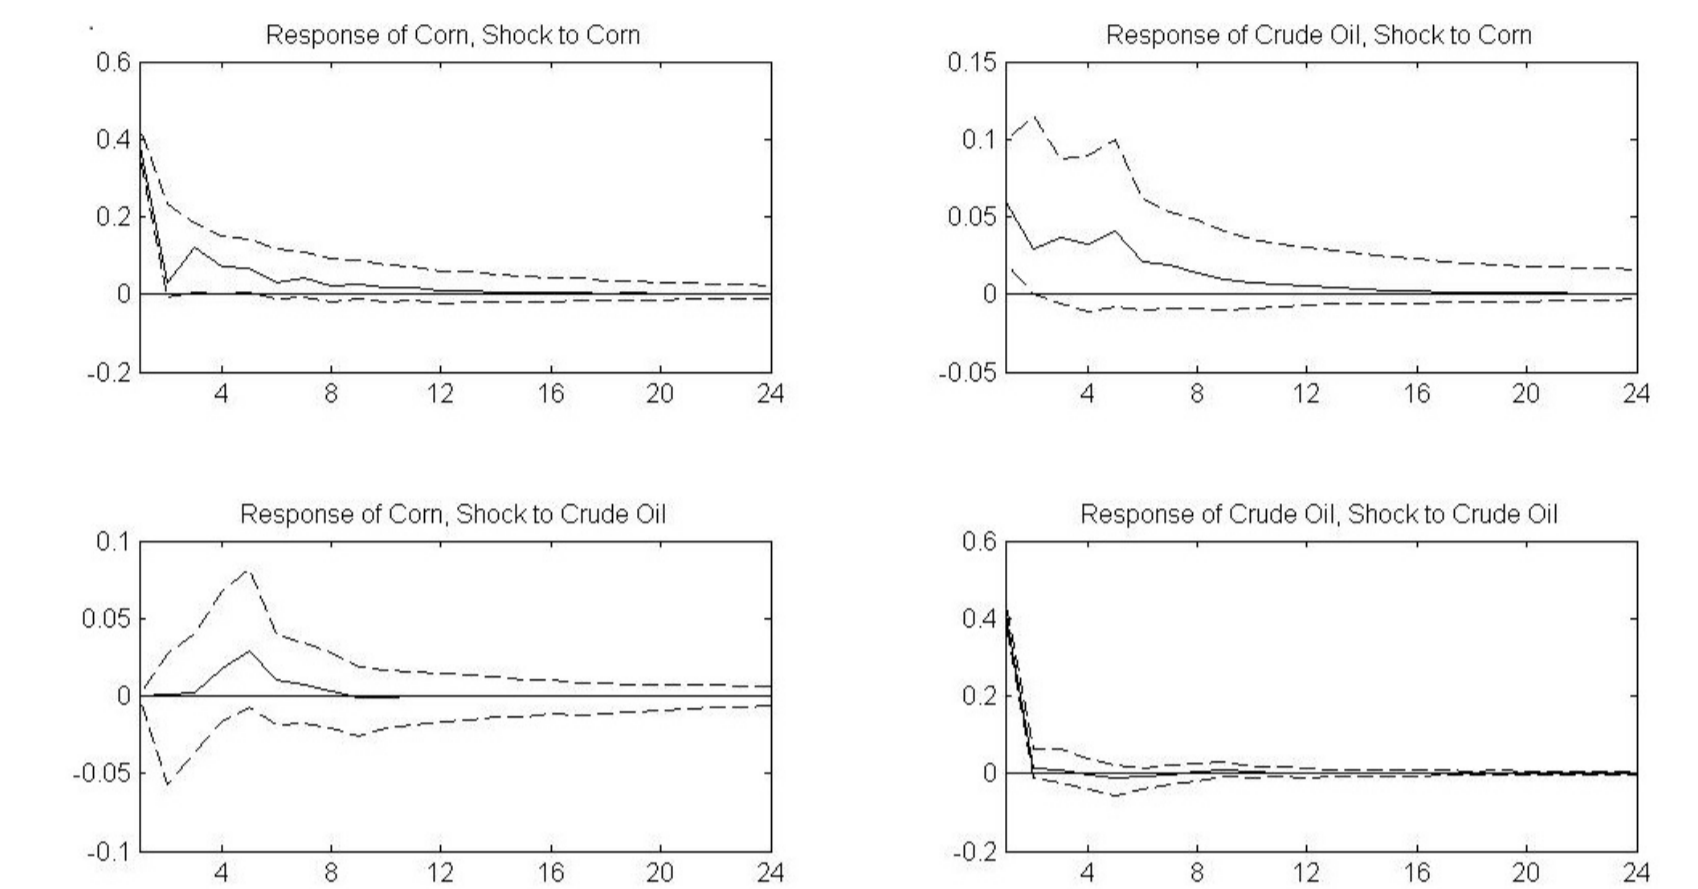 Response of Corn, Shock to Corn
0.6
0.4
0.2
0
-0.2
4 8 12 16 20 24
Response of Crude Oil, Shock to Corn
0.15
0.1
0.05
0
-0.05
4 8 12 16 20 24
Response of Corn, Shock to Crude Oil
0.1
0.05
0
-0.05
-0.1
4 8 12 16 20 24
Response of Crude Oil, Shock to Crude Oil
0.6
0.4
0.2
0
-0.2
4 8 12 16 20 24